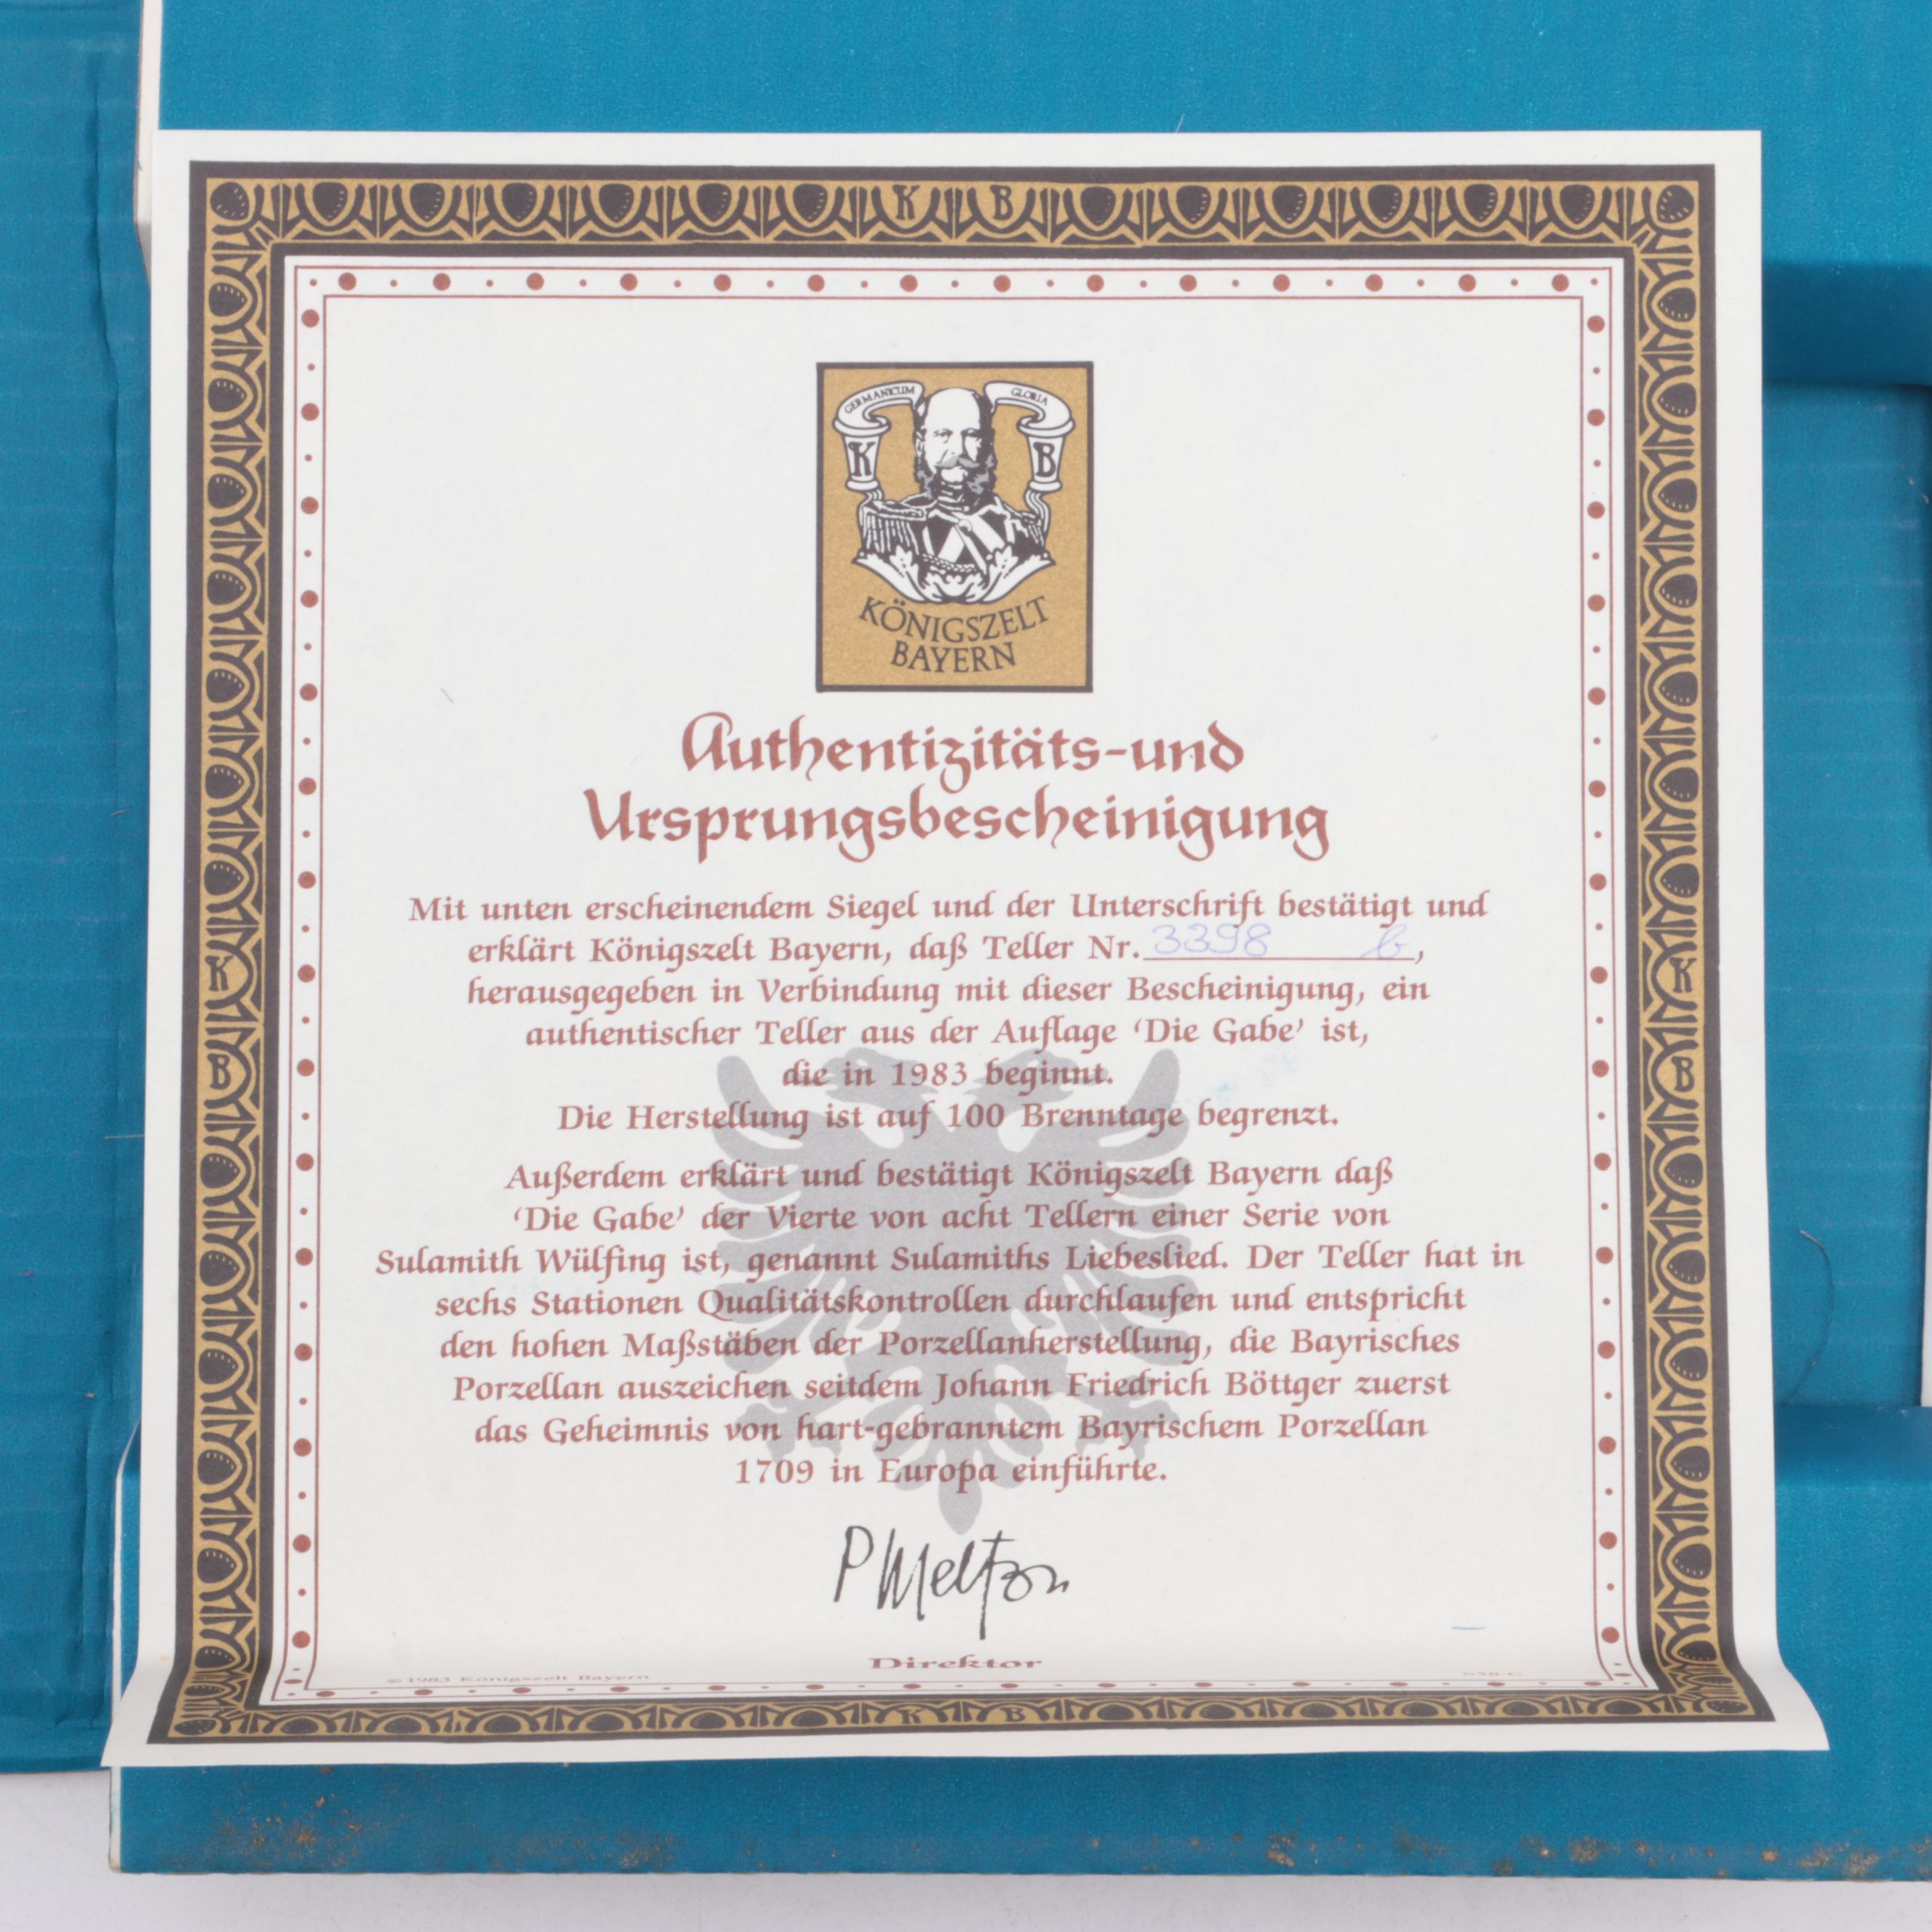 K B
GERMANICUM GLORIA
K B
KÖNIGSZELT
BAYERN
Authentizitäts-und
Ursprungsbescheinigung
Mit unten erscheinendem Siegel und der Unterschrift bestätigt und
erklärt Königszelt Bayern, daß Teller Nr. 3398 b,
herausgegeben in Verbindung mit dieser Bescheinigung, ein
authentischer Teller aus der Auflage ‘Die Gabe’ ist,
die in 1983 beginnt.
Die Herstellung ist auf 100 Brenntage begrenzt.
Außerdem erklärt und bestätigt Königszelt Bayern daß
‘Die Gabe’ der Vierte von acht Tellern einer Serie von
Sulamith Wülfing ist, genannt Sulamiths Liebeslied. Der Teller hat in
sechs Stationen Qualitätskontrollen durchlaufen und entspricht
den hohen Maßstäben der Porzellanherstellung, die Bayrisches
Porzellan auszeichen seitdem Johann Friedrich Böttger zuerst
das Geheimnis von hart-gebranntem Bayrischem Porzellan
1709 in Europa einführte.
Direktor
©1983 Königszelt Bayern
K B
K
B
K
B